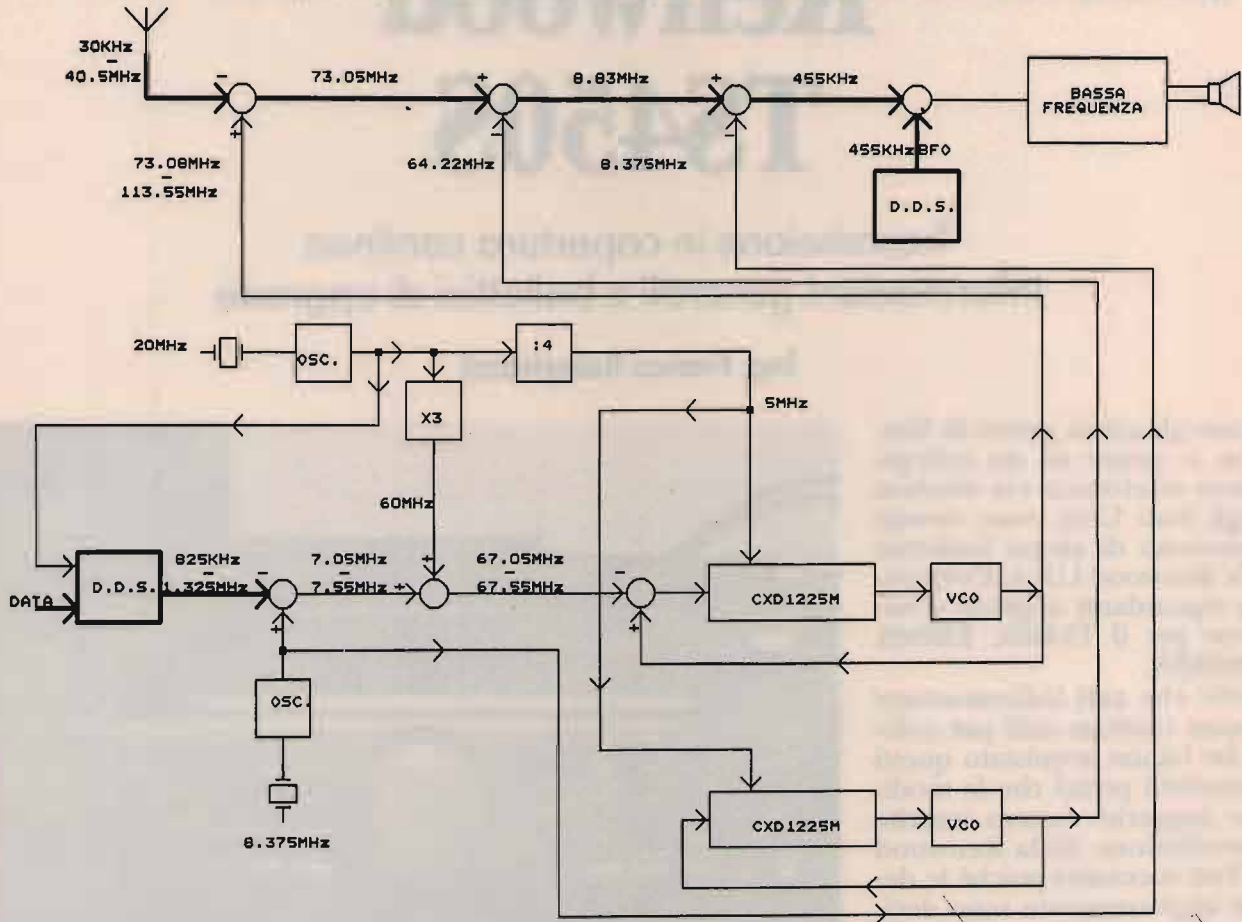 30KHz
-
40.5MHz
73.05MHz
8.83MHz
455KHz
BASSA
FREQUENZA
- + - + -
+
73.08MHz
-
113.55MHz
64.22MHz
8.375MHz
455KHz BFO
D.D.S.
20MHz
OSC.
:4
X3
5MHz
60MHz
DATA
D.D.S.
825KHz
-
1.325MHz
- +
7.05MHz
-
7.55MHz
+ +
67.05MHz
-
67.55MHz
- +
CXD1225M
VCO
OSC.
8.375MHz
CXD1225M
VCO